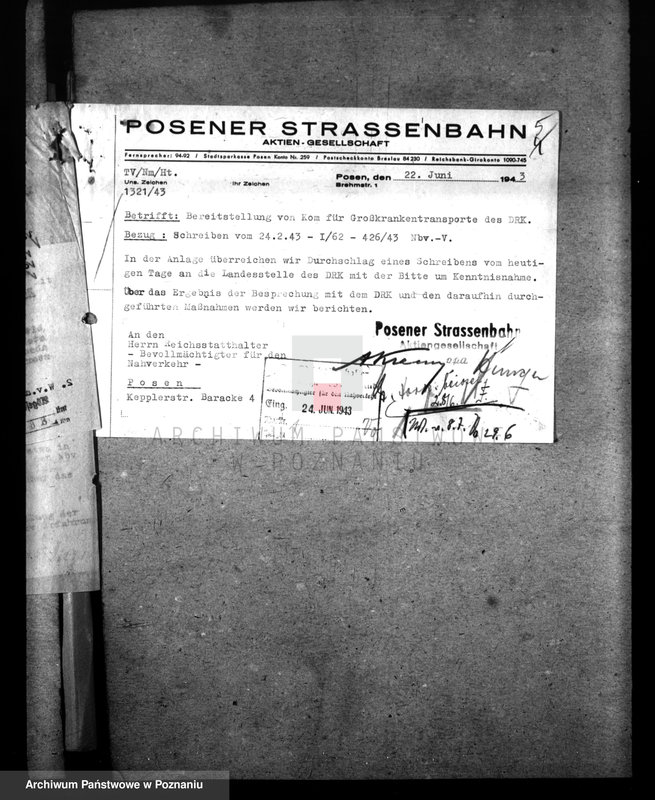 POSENER STRASSENBAHN
AKTIEN-GESELLSCHAFT
Fernsprecher: 94-92 / Stadtsparkasse Posen Konto Nr. 259 / Postscheckkonto Breslau 84230 / Reichsbank-Girokonto 1090-745
TV/Nm/Ht.
Uns. Zeichen
Ihr Zeichen
1321/43
Posen, den 22. Juni 1943
Brehmstr. 1
Betrifft: Bereitstellung von Kom für Großkrankentransporte des DRK.
Bezug : Schreiben vom 24.2.43 - I/62 - 426/43 Nbv.-V.
In der Anlage überreichen wir Durchschlag eines Schreibens vom heuti-
gen Tage an die Landesstelle des DRK mit der Bitte um Kenntnisnahme.
Über das Ergebnis der Besprechung mit dem DRK und den daraufhin durch-
geführten Maßnahmen werden wir berichten.
Posener Strassenbahn
Aktiengesellschaft
An den
Herrn Reichsstatthalter
- Bevollmächtigter für den
Nahverkehr -
Posen
Kepplerstr. Baracke 4
Eing. 24. JUN. 1943
29.6
ARCHIWUM PAŃSTWOWE
W POZNANIU
Archiwum Państwowe w Poznaniu